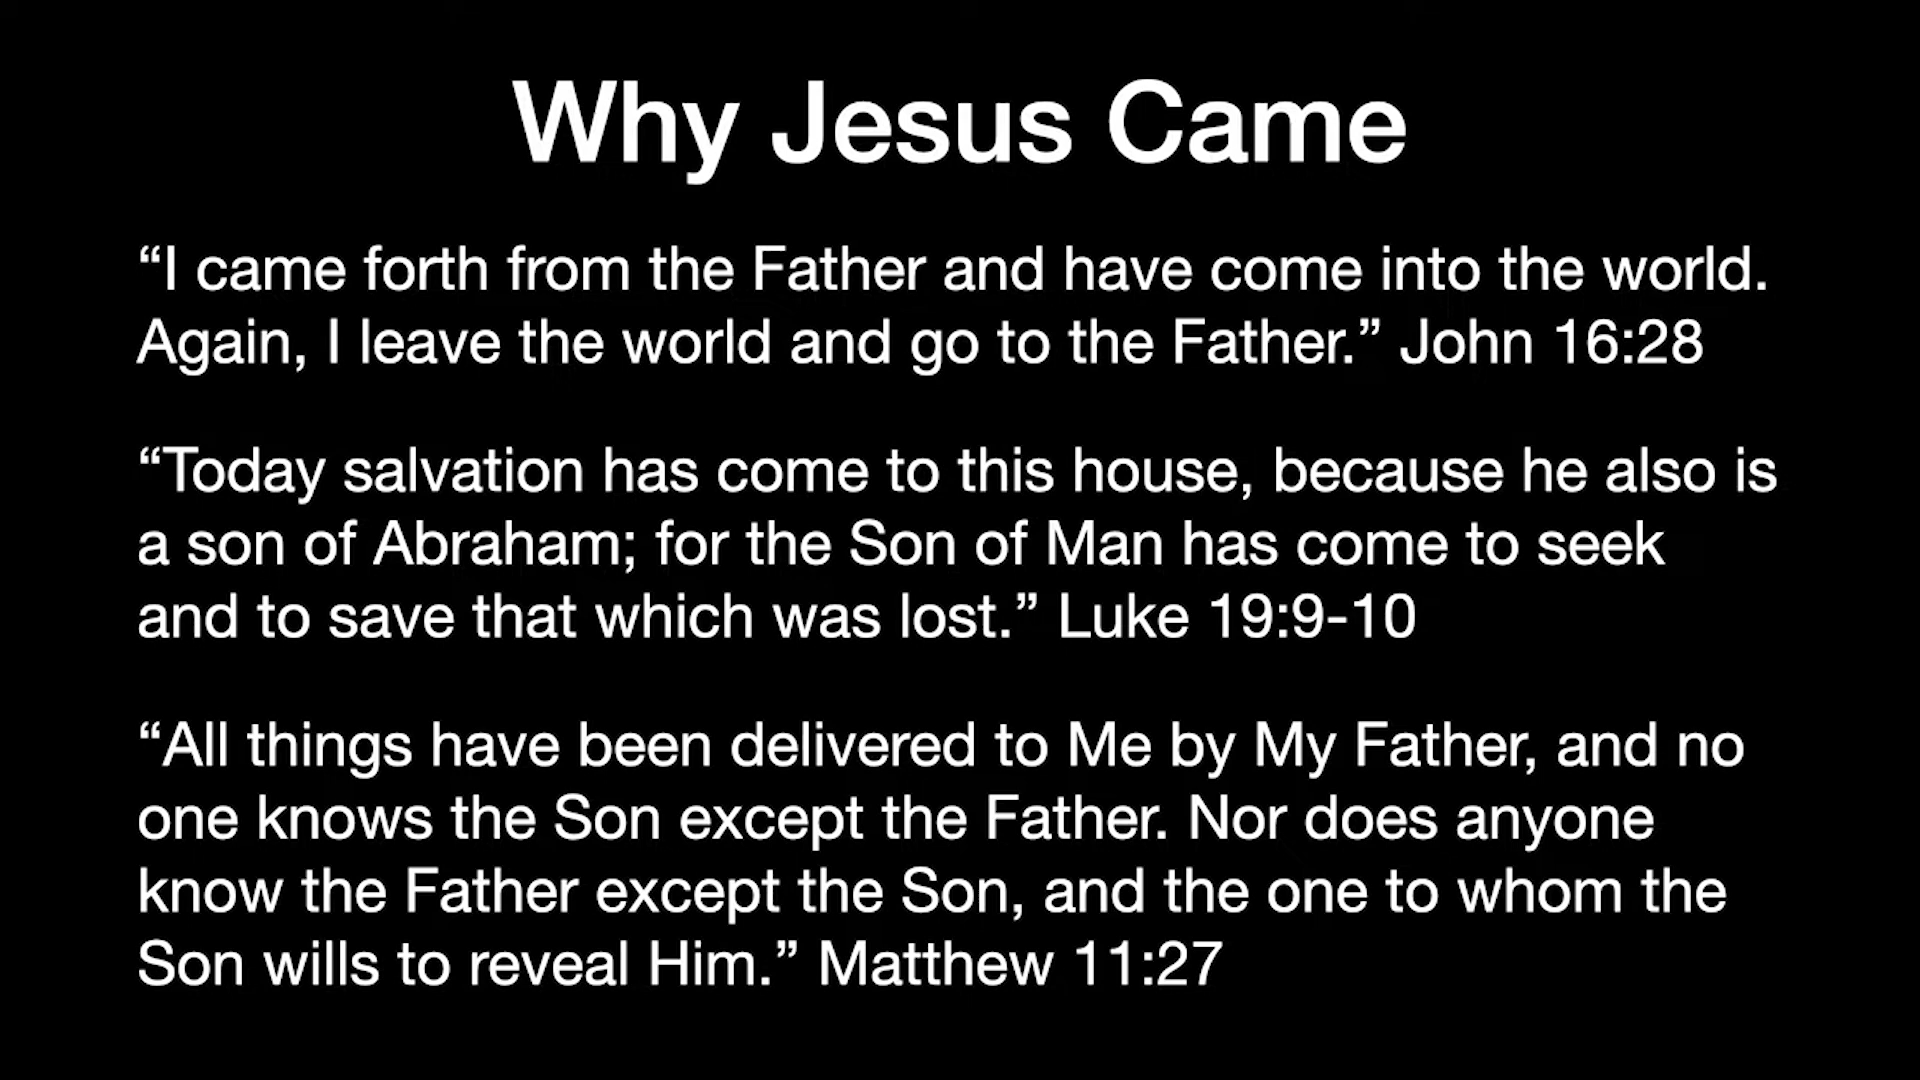 Why Jesus Came
“I came forth from the Father and have come into the world.
Again, I leave the world and go to the Father.” John 16:28
“Today salvation has come to this house, because he also is
a son of Abraham; for the Son of Man has come to seek
and to save that which was lost.” Luke 19:9-10
“All things have been delivered to Me by My Father, and no
one knows the Son except the Father. Nor does anyone
know the Father except the Son, and the one to whom the
Son wills to reveal Him.” Matthew 11:27